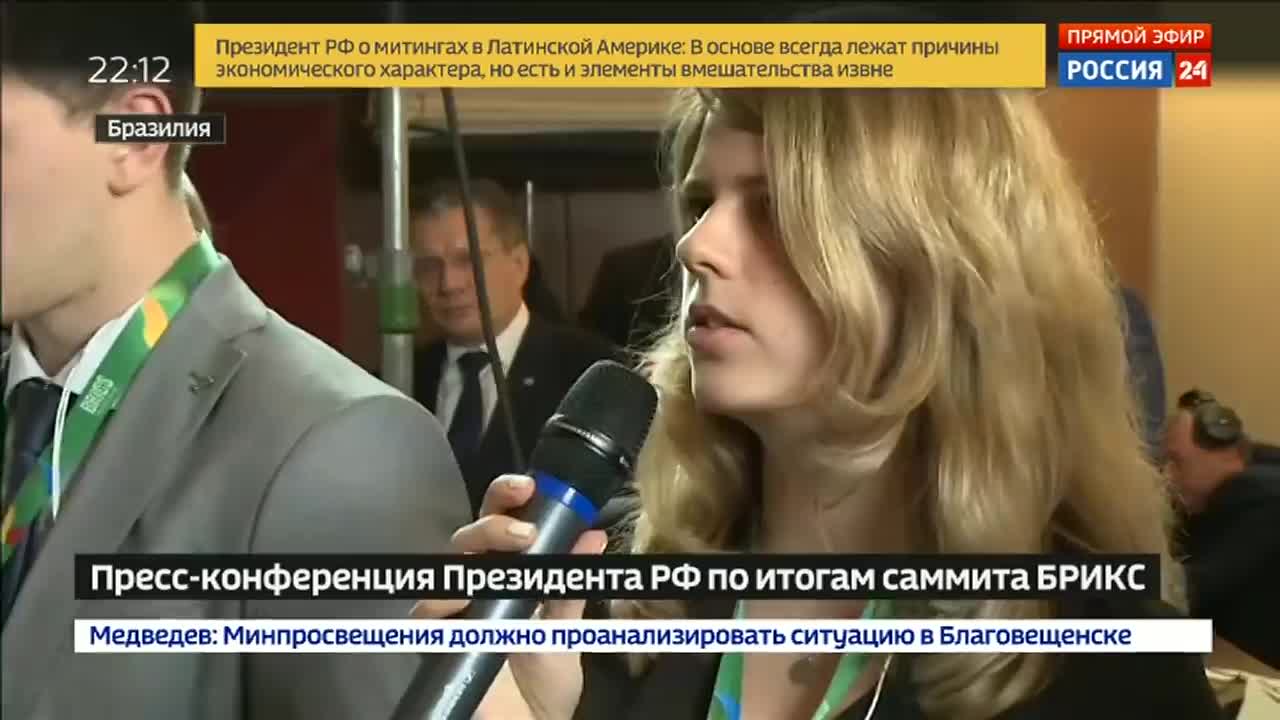 22:12
Президент РФ о митингах в Латинской Америке: В основе всегда лежат причины
экономического характера, но есть и элементы вмешательства извне
ПРЯМОЙ ЭФИР
РОССИЯ 24
Бразилия
BRICS
Пресс-конференция Президента РФ по итогам саммита БРИКС
Медведев: Минпросвещения должно проанализировать ситуацию в Благовещенске